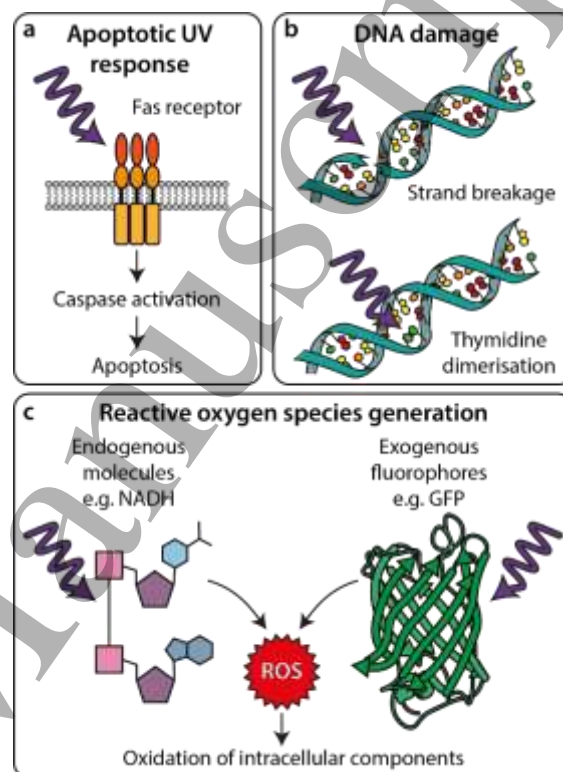 a
Apoptotic UV
response
Fas receptor
Caspase activation
Apoptosis
b
DNA damage
Strand breakage
Thymidine
dimerisation
c
Reactive oxygen species generation
Endogenous
molecules
e.g. NADH
Exogenous
fluorophores
e.g. GFP
ROS
Oxidation of intracellular components